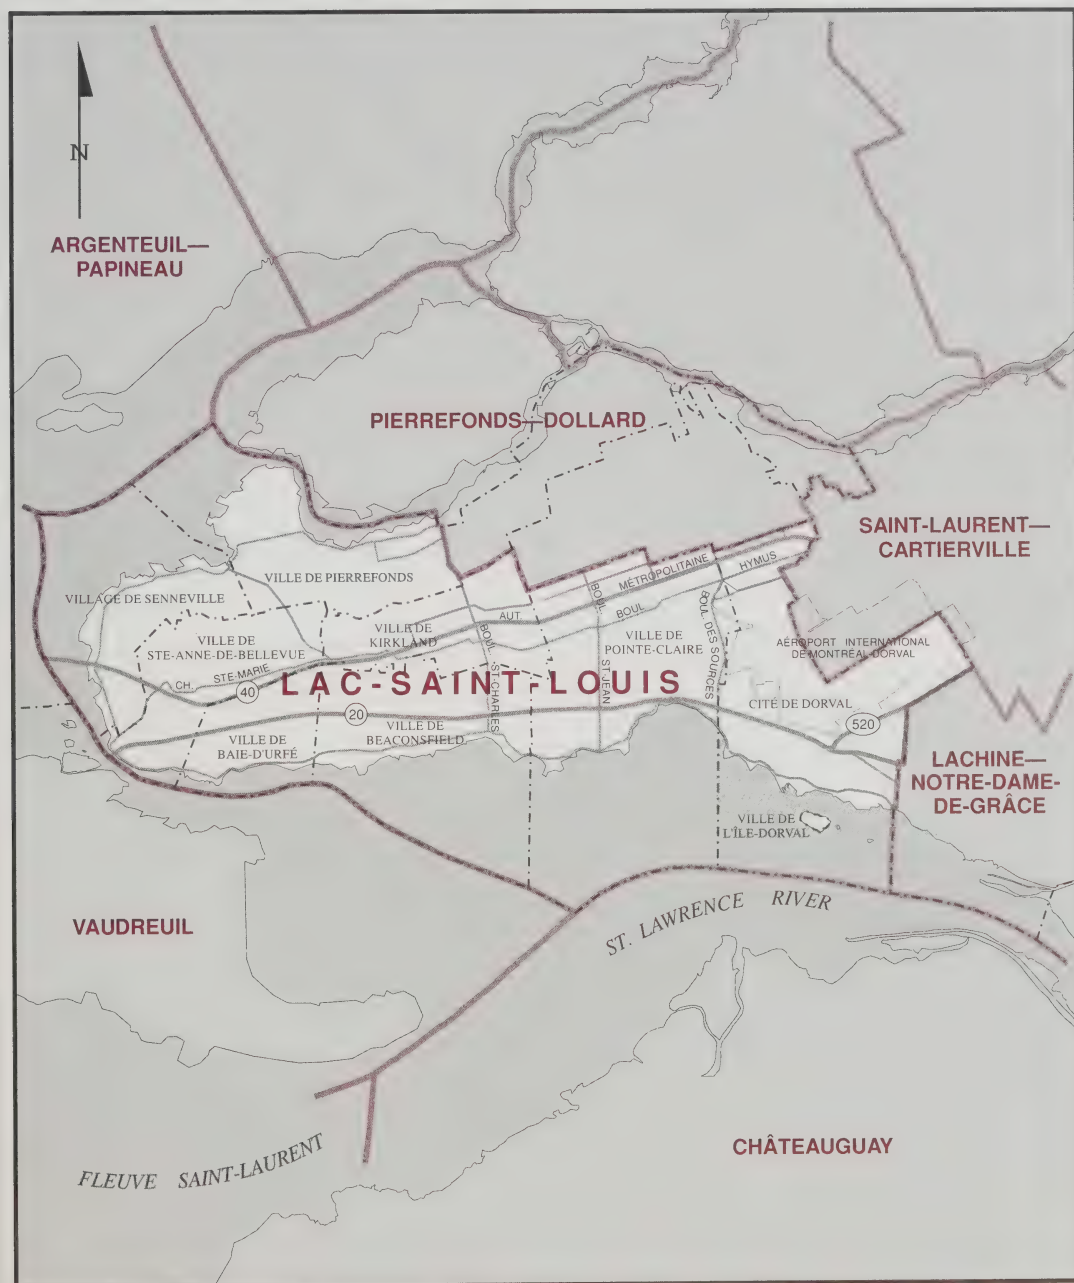 N
ARGENTEUIL—
PAPINEAU
PIERREFONDS—DOLLARD
SAINT-LAURENT—
CARTIERVILLE
VILLE DE PIERREFONDS
VILLAGE DE SENNEVILLE
VILLE DE
STE-ANNE-DE-BELLEVUE
VILLE DE
KIRKLAND
AUT.
MÉTROPOLITAINE
HYMUS
BOUL.
BOUL
BOUL. DES SOURCES
BOUL. ST-CHARLES
ST-JEAN
VILLE DE
POINTE-CLAIRE
AÉROPORT INTERNATIONAL
DE MONTRÉAL-DORVAL
CH. STE-MARIE
40
LAC-SAINT-LOUIS
20
CITÉ DE DORVAL
520
VILLE DE
BEACONSFIELD
VILLE DE
BAIE-D'URFÉ
LACHINE—
NOTRE-DAME-
DE-GRÂCE
VILLE DE
L'ÎLE-DORVAL
VAUDREUIL
ST. LAWRENCE RIVER
FLEUVE SAINT-LAURENT
CHÂTEAUGUAY